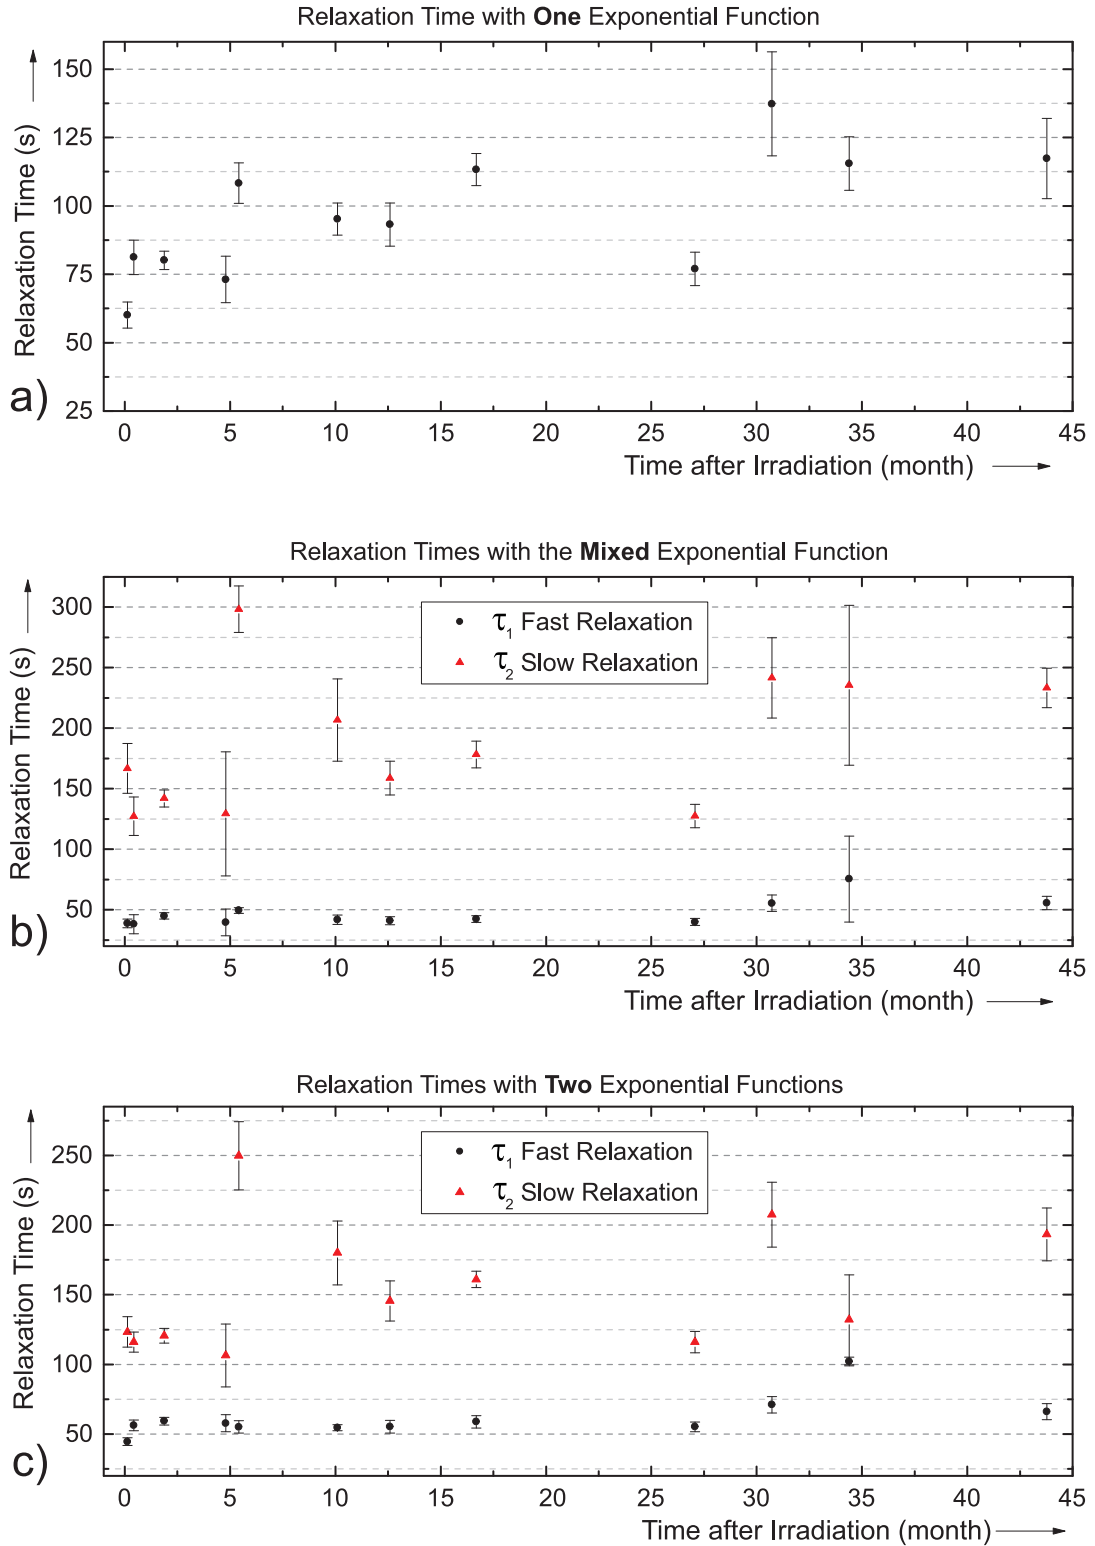 Relaxation Time with One Exponential Function
Relaxation Time (s)
150
125
100
75
50
25
a)
0 5 10 15 20 25 30 35 40 45
Time after Irradiation (month)
Relaxation Times with the Mixed Exponential Function
Relaxation Time (s)
300
250
200
150
100
50
τ1 Fast Relaxation
τ2 Slow Relaxation
b)
0 5 10 15 20 25 30 35 40 45
Time after Irradiation (month)
Relaxation Times with Two Exponential Functions
Relaxation Time (s)
250
200
150
100
50
τ1 Fast Relaxation
τ2 Slow Relaxation
c)
0 5 10 15 20 25 30 35 40 45
Time after Irradiation (month)